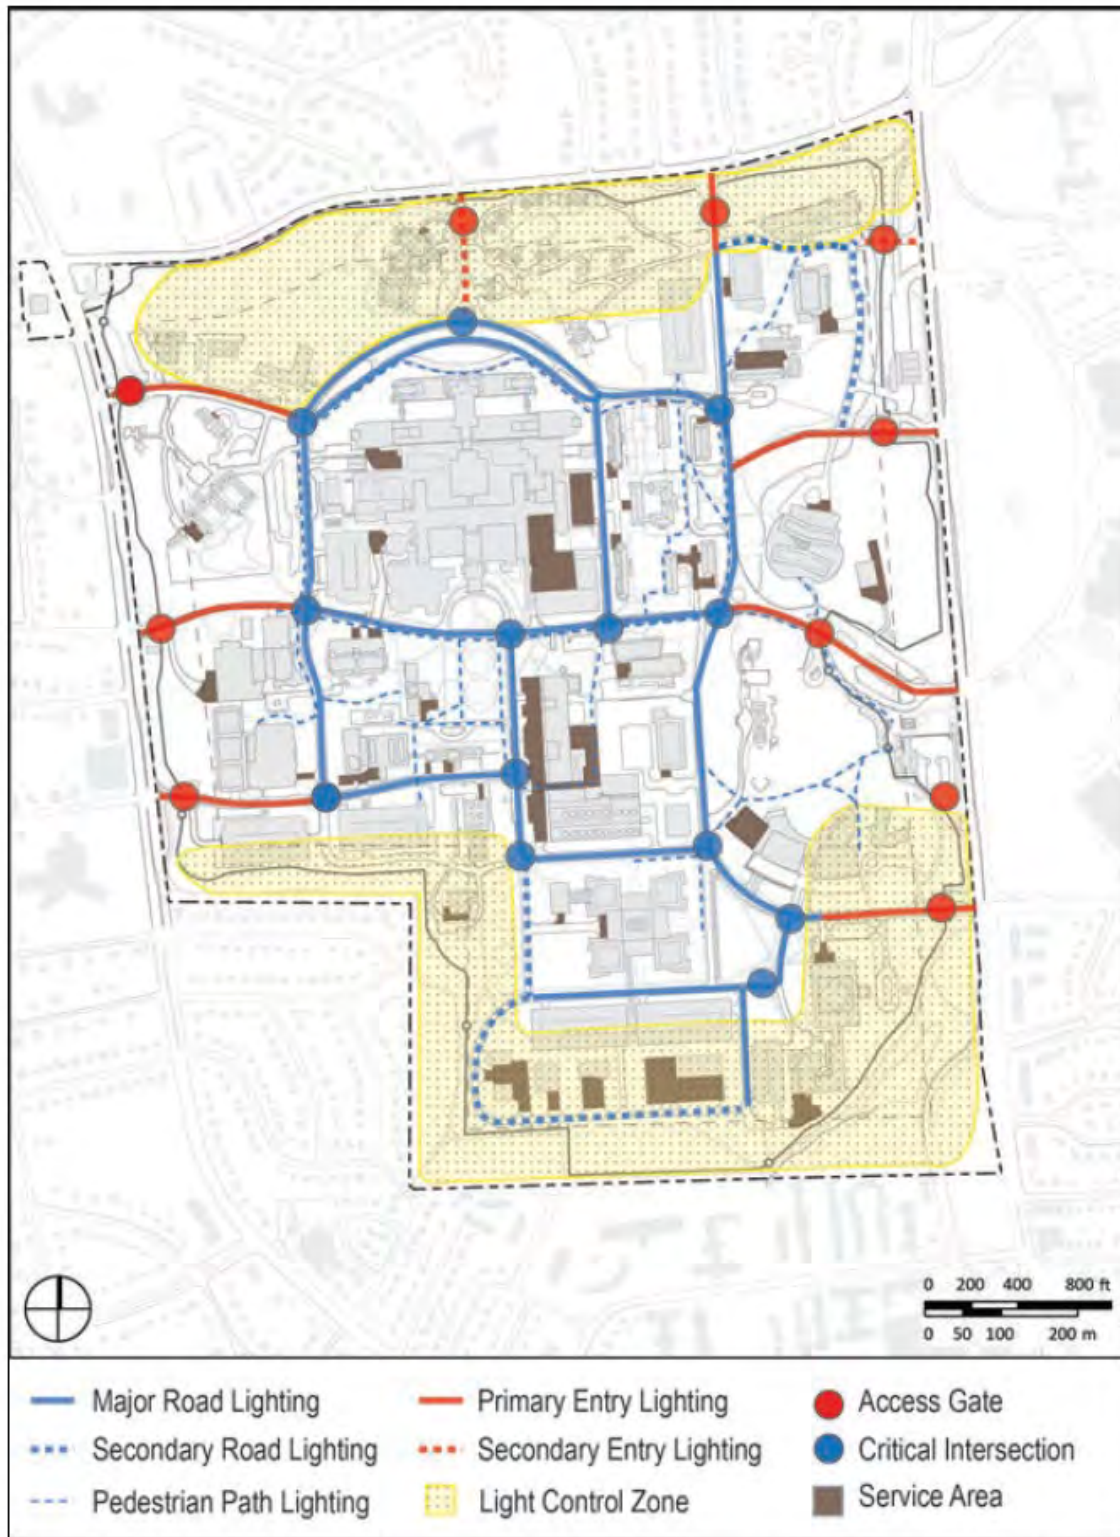 0 200 400 800 ft
0 50 100 200 m
Major Road Lighting Primary Entry Lighting Access Gate
Secondary Road Lighting Secondary Entry Lighting Critical Intersection
Pedestrian Path Lighting Light Control Zone Service Area